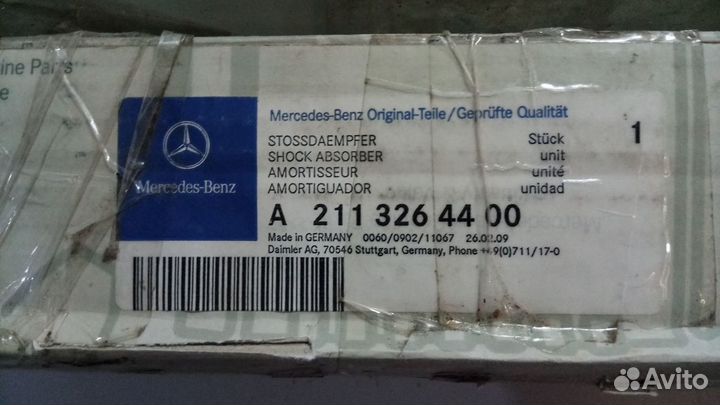 ine Parts
e
Mercedes-Benz
Mercedes-Benz Original-Teile/Geprüfte Qualität
STOSSDAEMPFER Stück 1
SHOCK ABSORBER unit
AMORTISSEUR unité
AMORTIGUADOR unidad
A 211 326 44 00
Made in GERMANY 0060/0902/11067 26.02.09
Daimler AG, 70546 Stuttgart, Germany, Phone +49(0)711/17-0
Avito